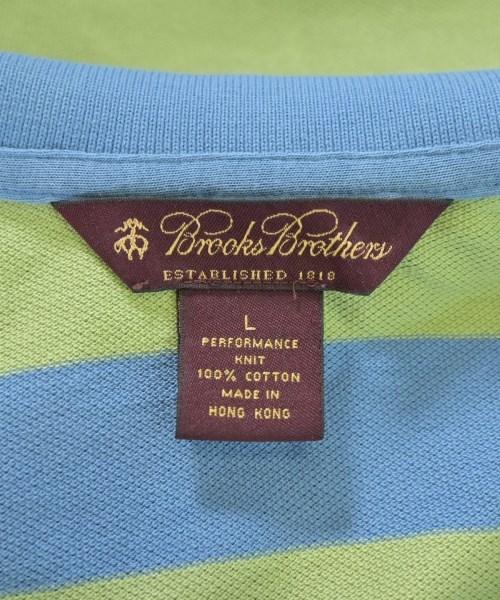 Brooks Brothers
ESTABLISHED 1818
L
PERFORMANCE
KNIT
100% COTTON
MADE IN
HONG KONG